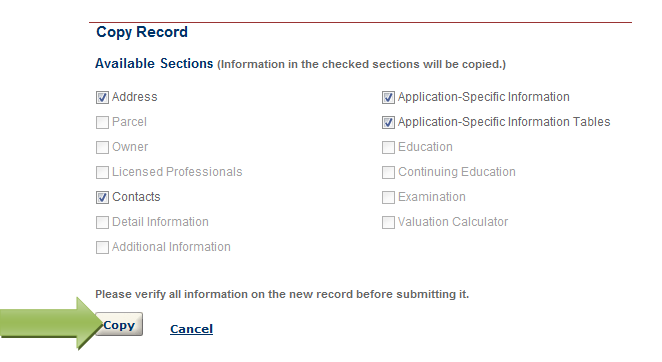 Copy Record
Available Sections (Information in the checked sections will be copied.)
Address
Application-Specific Information
Parcel
Application-Specific Information Tables
Owner
Education
Licensed Professionals
Continuing Education
Contacts
Examination
Detail Information
Valuation Calculator
Additional Information
Please verify all information on the new record before submitting it.
Copy
Cancel